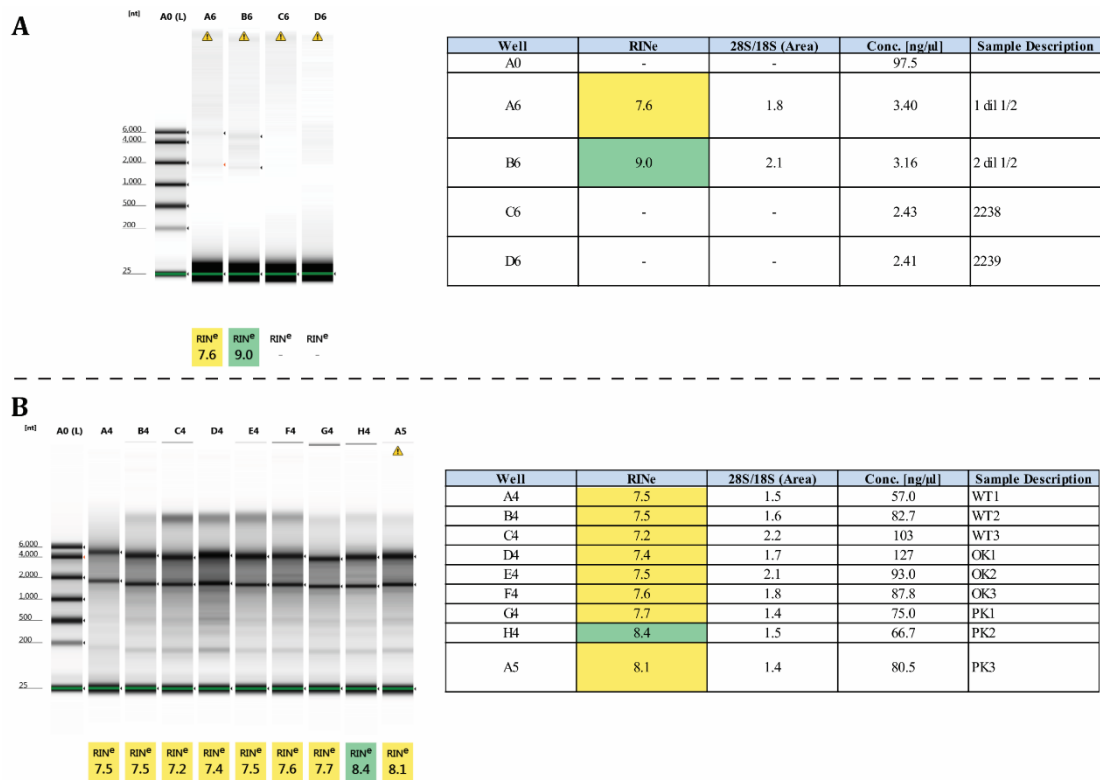 A
[nt] A0 (L) A6 B6 C6 D6
6,000
4,000
2,000
1,000
500
200
25
RINe RINe RINe RINe
7.6 9.0 - -
Well RINe 28S/18S (Area) Conc. [ng/µl] Sample Description
A0 - - 97.5
A6 7.6 1.8 3.40 1 dil 1/2
B6 9.0 2.1 3.16 2 dil 1/2
C6 - - 2.43 2238
D6 - - 2.41 2239
B
[nt] A0 (L) A4 B4 C4 D4 E4 F4 G4 H4 A5
6,000
4,000
2,000
1,000
500
200
25
RINe RINe RINe RINe RINe RINe RINe RINe RINe
7.5 7.5 7.2 7.4 7.5 7.6 7.7 8.4 8.1
Well RINe 28S/18S (Area) Conc. [ng/µl] Sample Description
A4 7.5 1.5 57.0 WT1
B4 7.5 1.6 82.7 WT2
C4 7.2 2.2 103 WT3
D4 7.4 1.7 127 OK1
E4 7.5 2.1 93.0 OK2
F4 7.6 1.8 87.8 OK3
G4 7.7 1.4 75.0 PK1
H4 8.4 1.5 66.7 PK2
A5 8.1 1.4 80.5 PK3